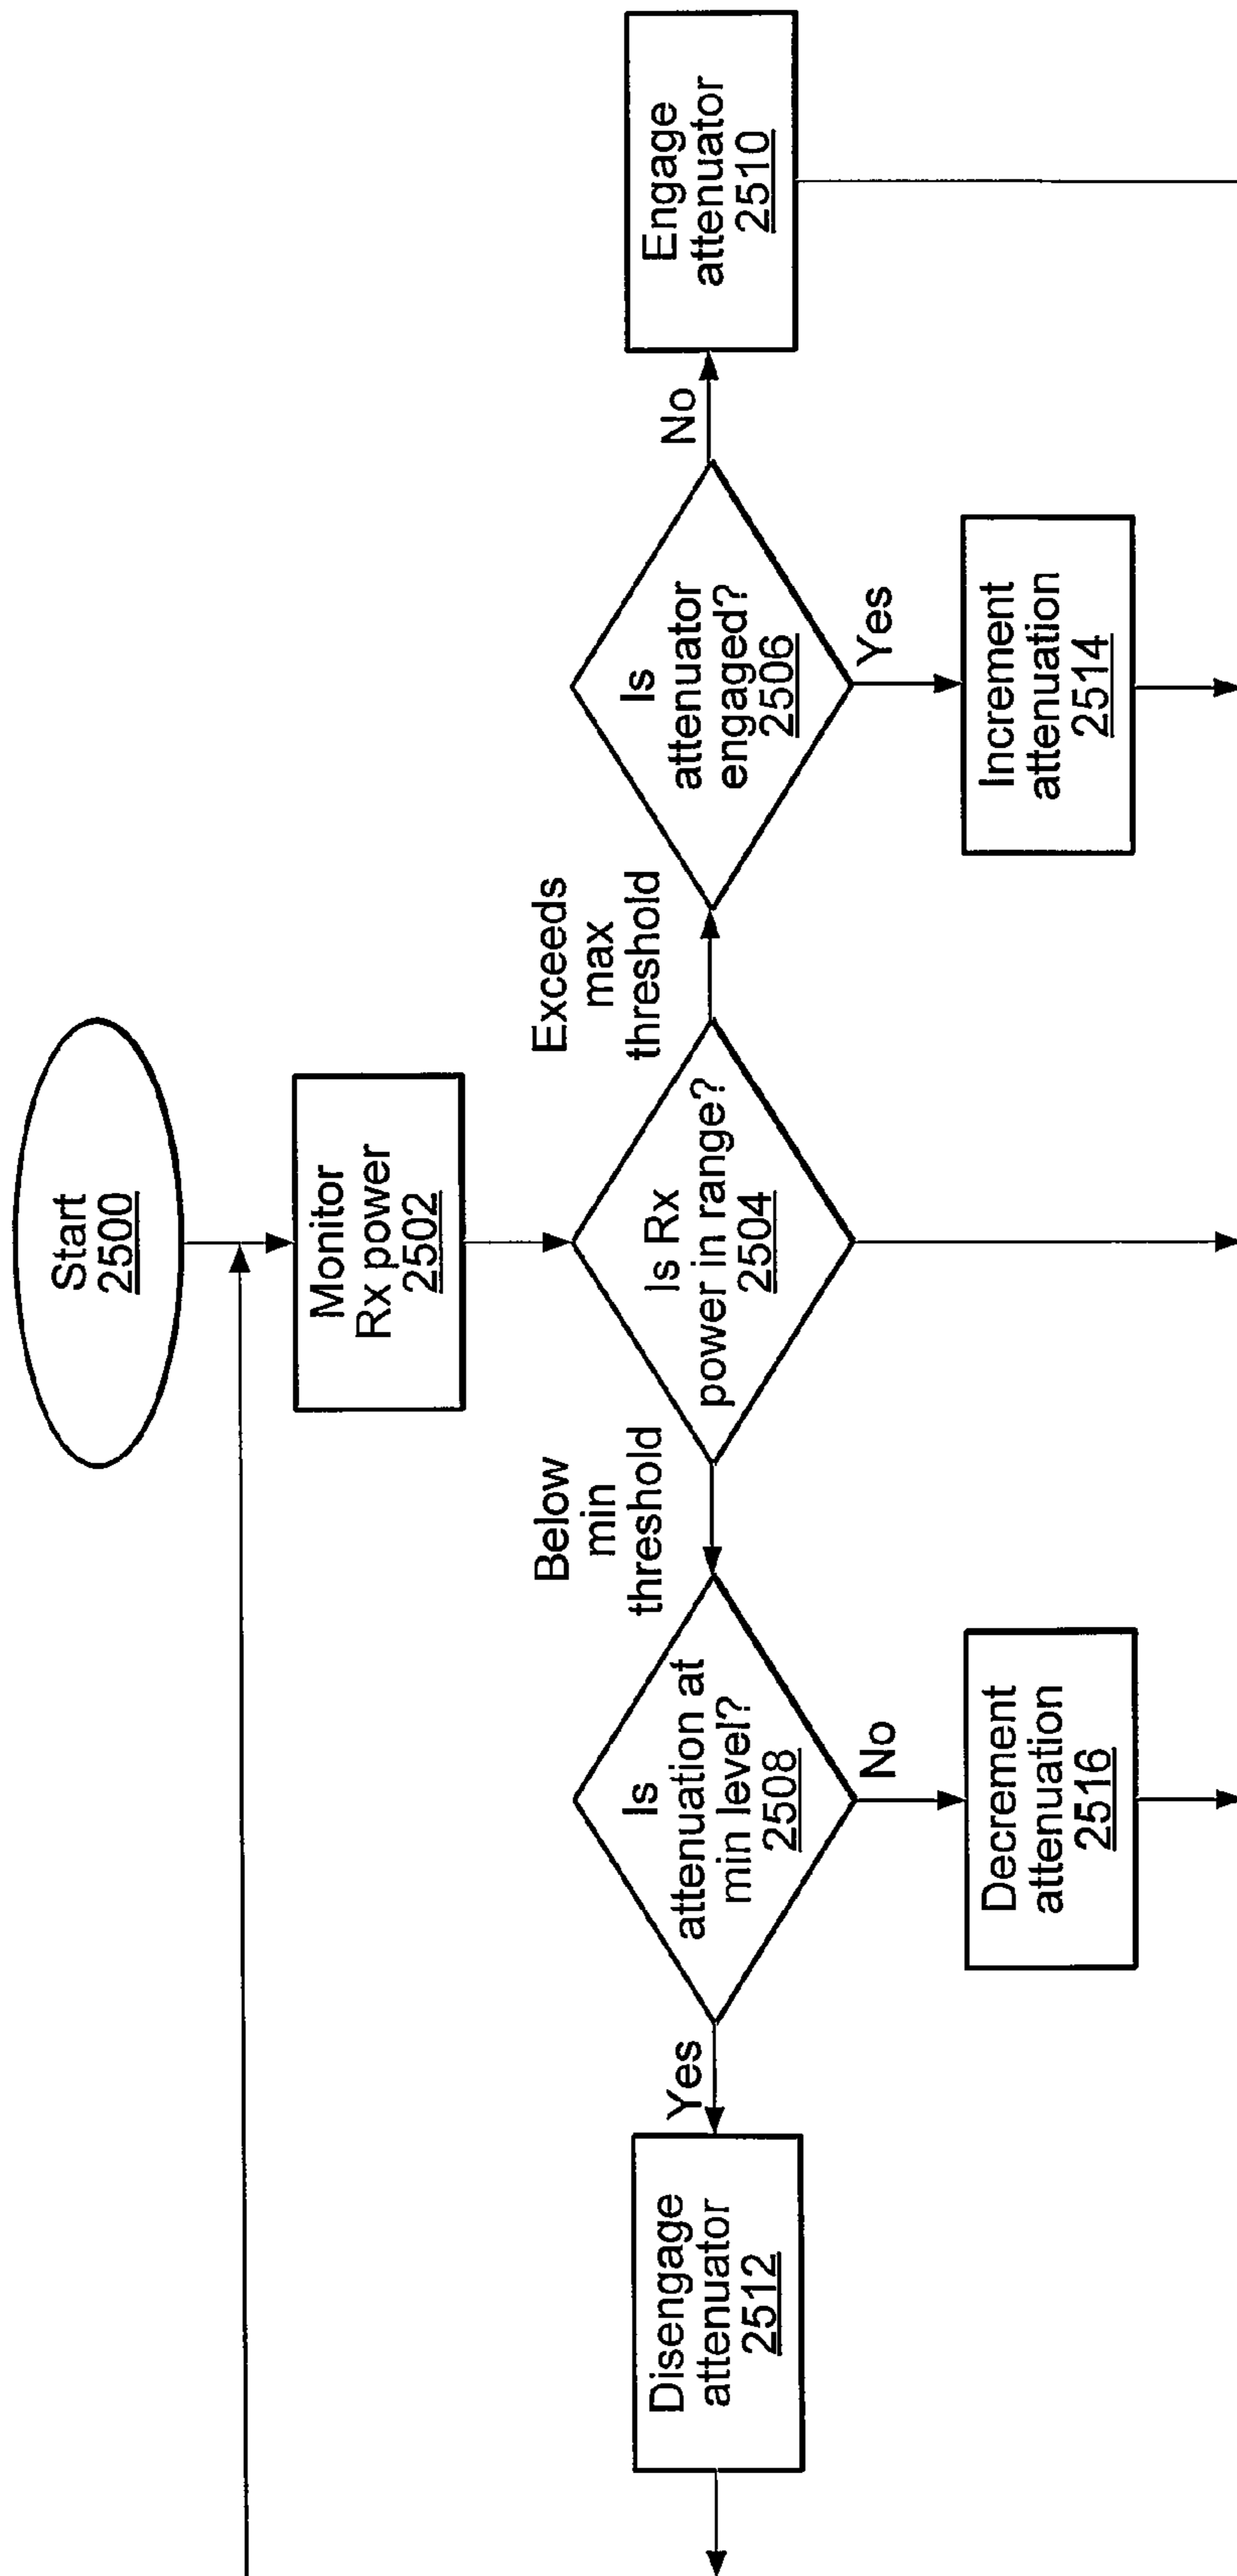 Start
2500
Monitor
Rx power
2502
Is Rx
power in range?
2504
Below
min
threshold
Exceeds
max
threshold
Is
attenuation at
min level?
2508
Is
attenuator
engaged?
2506
Yes
No
No
Yes
Disengage
attenuator
2512
Engage
attenuator
2510
Decrement
attenuation
2516
Increment
attenuation
2514